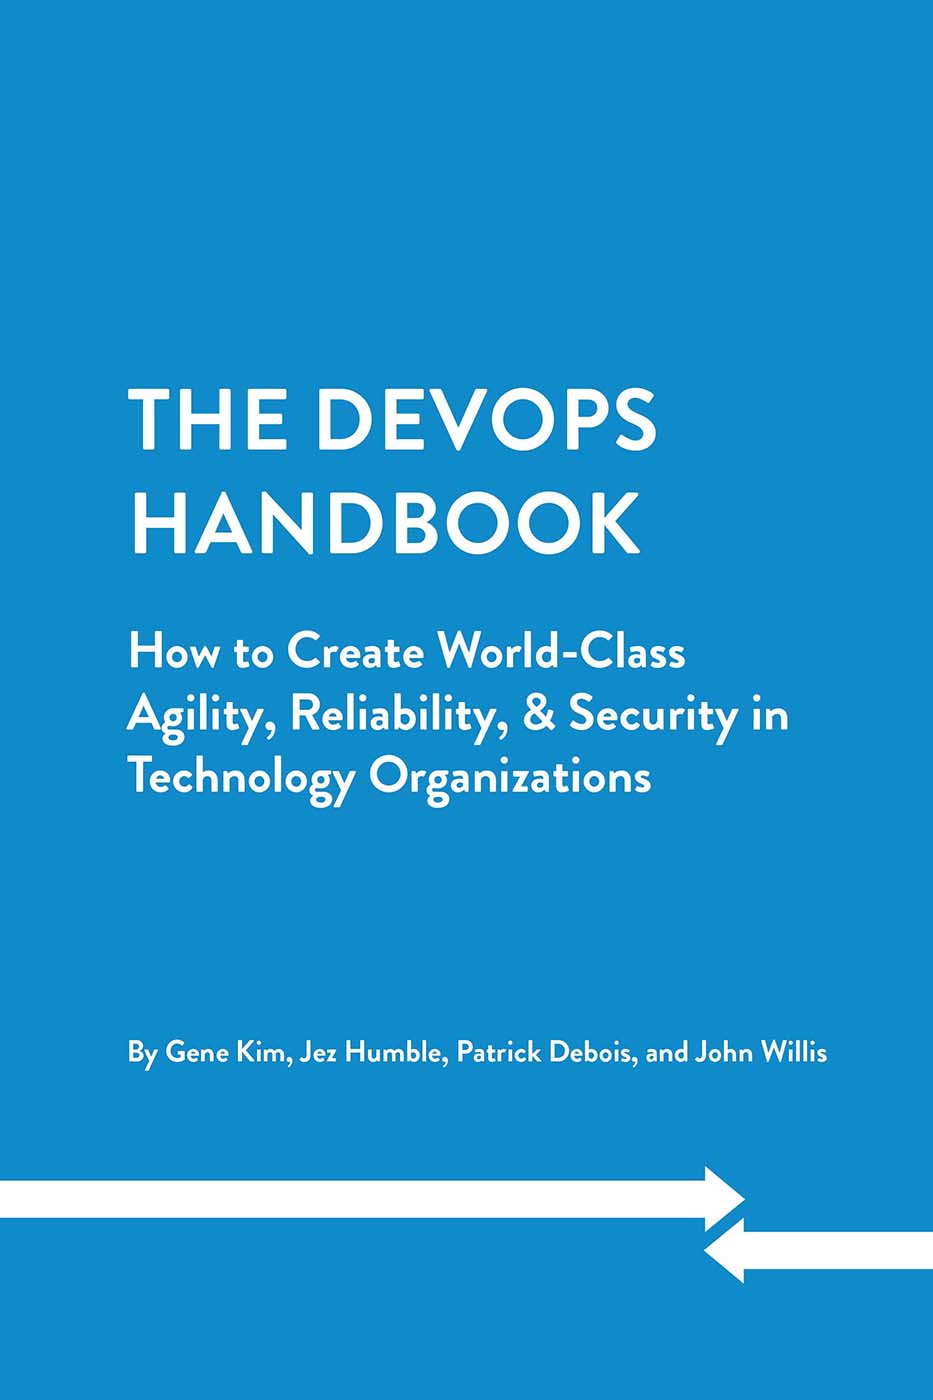 THE DEVOPS
HANDBOOK
How to Create World-Class
Agility, Reliability, & Security in
Technology Organizations
By Gene Kim, Jez Humble, Patrick Debois, and John Willis